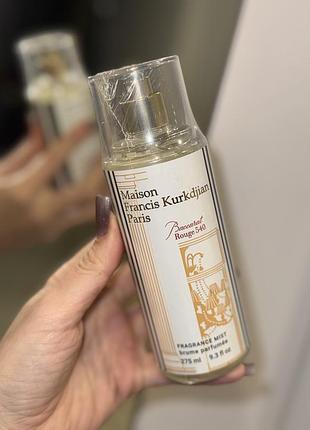 Maison
Francis Kurkdjian
Paris
Baccarat
Rouge 540
FRAGRANCE MIST
brume parfumée
275 ml 9.3 fl oz